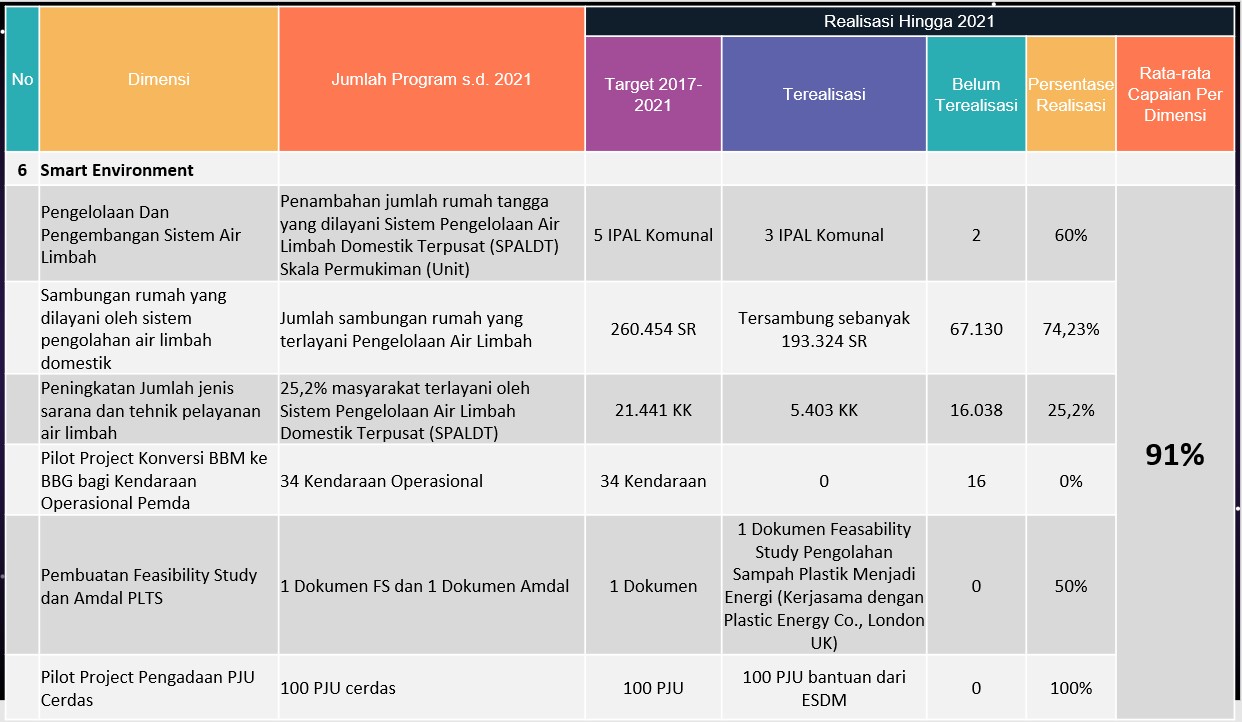 No
Dimensi
Jumlah Program s.d. 2021
Realisasi Hingga 2021
Target 2017-
2021
Terealisasi
Belum
Terealisasi
Persentase
Realisasi
Rata-rata
Capaian Per
Dimensi
6 Smart Environment
Pengelolaan Dan
Pengembangan Sistem Air
Limbah
Penambahan jumlah rumah tangga
yang dilayani Sistem Pengelolaan Air
Limbah Domestik Terpusat (SPALDT)
Skala Permukiman (Unit)
5 IPAL Komunal
3 IPAL Komunal
2
60%
Sambungan rumah yang
dilayani oleh sistem
pengolahan air limbah
domestik
Jumlah sambungan rumah yang
terlayani Pengelolaan Air Limbah
260.454 SR
Tersambung sebanyak
193.324 SR
67.130
74,23%
Peningkatan Jumlah jenis
sarana dan tehnik pelayanan
air limbah
25,2% masyarakat terlayani oleh
Sistem Pengelolaan Air Limbah
Domestik Terpusat (SPALDT)
21.441 KK
5.403 KK
16.038
25,2%
Pilot Project Konversi BBM ke
BBG bagi Kendaraan
Operasional Pemda
34 Kendaraan Operasional
34 Kendaraan
0
16
0%
Pembuatan Feasibility Study
dan Amdal PLTS
1 Dokumen FS dan 1 Dokumen Amdal
1 Dokumen
1 Dokumen Feasability
Study Pengolahan
Sampah Plastik Menjadi
Energi (Kerjasama dengan
Plastic Energy Co., London
UK)
0
50%
Pilot Project Pengadaan PJU
Cerdas
100 PJU cerdas
100 PJU
100 PJU bantuan dari
ESDM
0
100%
91%